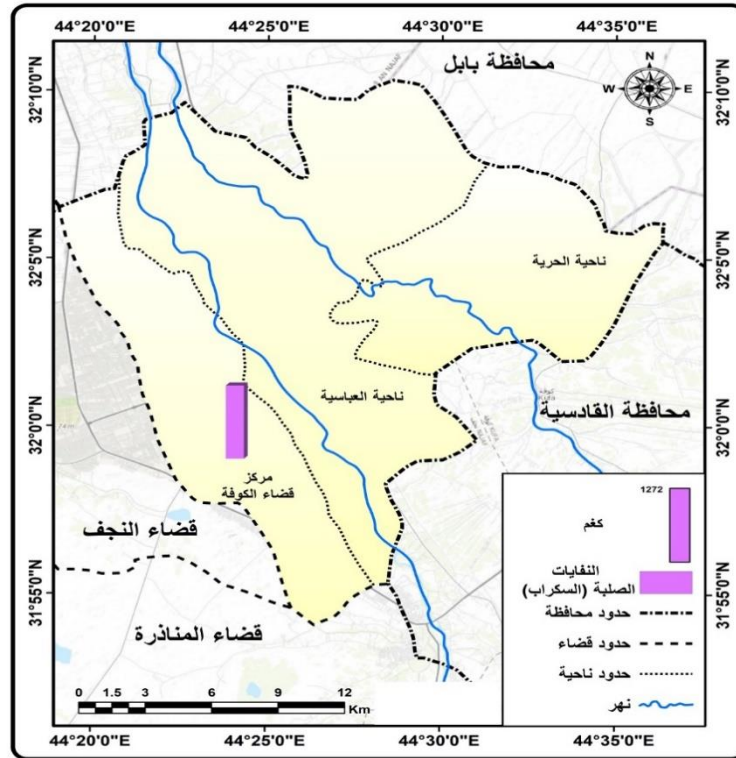 44°20'0"E 44°25'0"E 44°30'0"E 44°35'0"E
محافظة بابل
N
W E
S
32°10'0"N
32°10'0"N
ناحية الحرية
32°5'0"N
32°5'0"N
ناحية العباسية
محافظة القادسية
32°0'0"N
32°0'0"N
مركز
قضاء الكوفة
قضاء النجف
قضاء المناذرة
31°55'0"N
31°55'0"N
1272
كغم
النفايات
الصلبة (السكراب)
حدود محافظة
حدود قضاء
حدود ناحية
نهر
0 1.5 3 6 9 12
Km
44°20'0"E 44°25'0"E 44°30'0"E 44°35'0"E